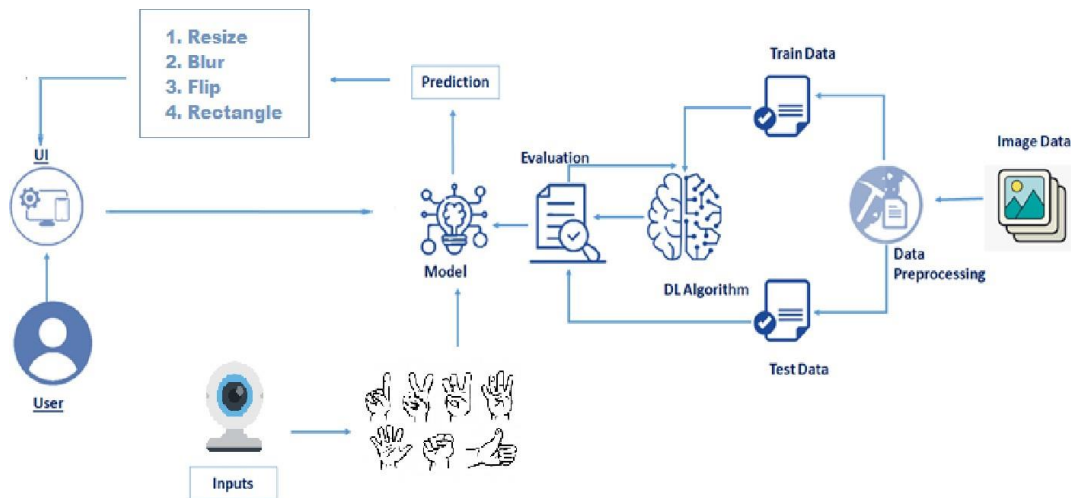 1. Resize
2. Blur
3. Flip
4. Rectangle
Prediction
Train Data
Image Data
UI
Evaluation
Model
DL Algorithm
Data
Preprocessing
Test Data
User
Inputs